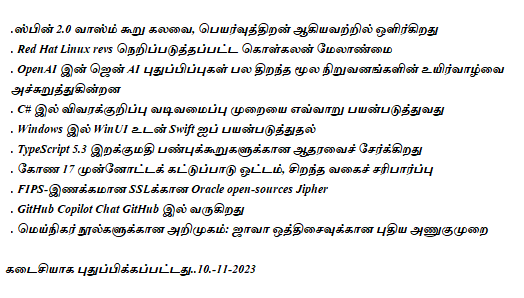 .ஸ்பின் 2.0 வாஸ்ம் கூறு கலவை, பெயர்வுத்திறன் ஆகியவற்றில் ஒளிர்கிறது
. Red Hat Linux revs நெறிப்படுத்தப்பட்ட கொள்கலன் மேலாண்மை
. OpenAI இன் ஜென் AI புதுப்பிப்புகள் பல திறந்த மூல நிறுவனங்களின் உயிர்வாழ்வை
அச்சுறுத்துகின்றன
. C# இல் விவரக்குறிப்பு வடிவமைப்பு முறையை எவ்வாறு பயன்படுத்துவது
. Windows இல் WinUI உடன் Swift ஐப் பயன்படுத்துதல்
. TypeScript 5.3 இறக்குமதி பண்புக்கூறுகளுக்கான ஆதரவைச் சேர்க்கிறது
. கோண 17 முன்னோட்டக் கட்டுப்பாடு ஓட்டம், சிறந்த வகைச் சரிபார்ப்பு
. FIPS-இணக்கமான SSLக்கான Oracle open-sources Jipher
. GitHub Copilot Chat GitHub இல் வருகிறது
. மெய்நிகர் நூல்களுக்கான அறிமுகம்: ஜாவா ஒத்திசைவுக்கான புதிய அணுகுமுறை
கடைசியாக புதுப்பிக்கப்பட்டது..10.-11-2023